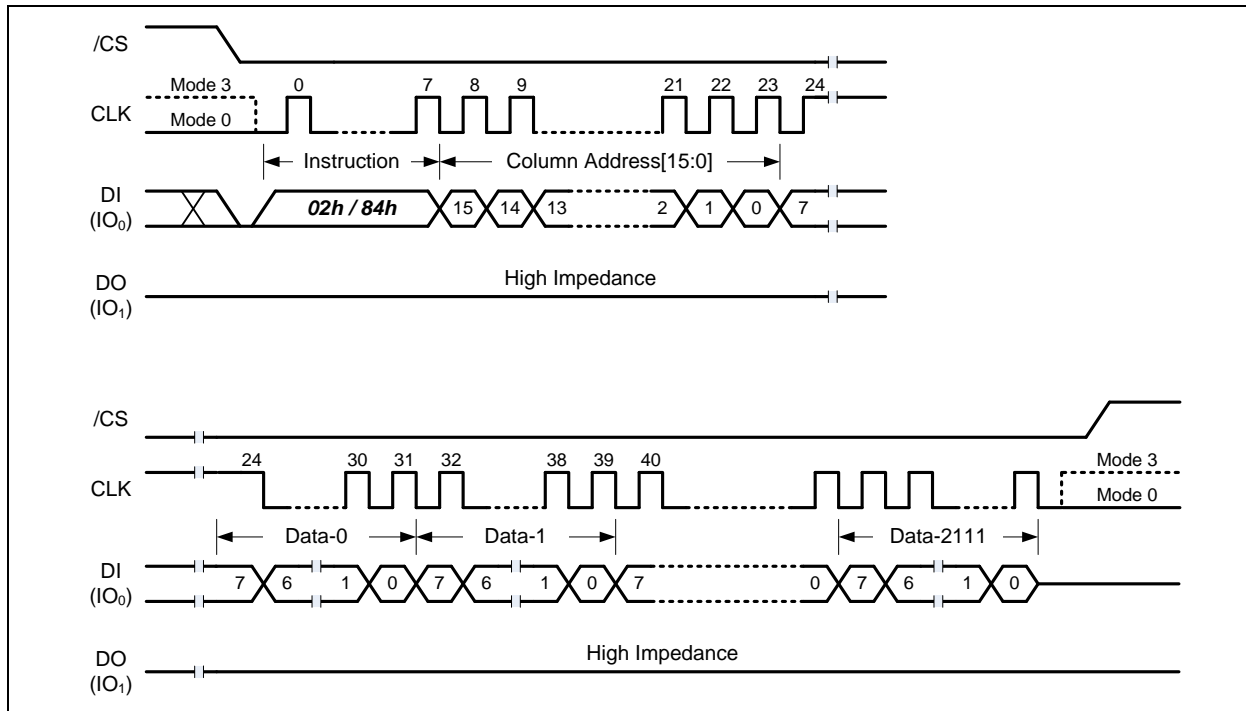 /CS
Mode 3 0 7 8 9 21 22 23 24
CLK
Mode 0
Instruction Column Address[15:0]
DI
(IO0) 02h / 84h 15 14 13 2 1 0 7
DO High Impedance
(IO1)
/CS
24 30 31 32 38 39 40 Mode 3
CLK
Mode 0
Data-0 Data-1 Data-2111
DI
(IO0) 7 6 1 0 7 6 1 0 7 0 7 6 1 0
DO High Impedance
(IO1)